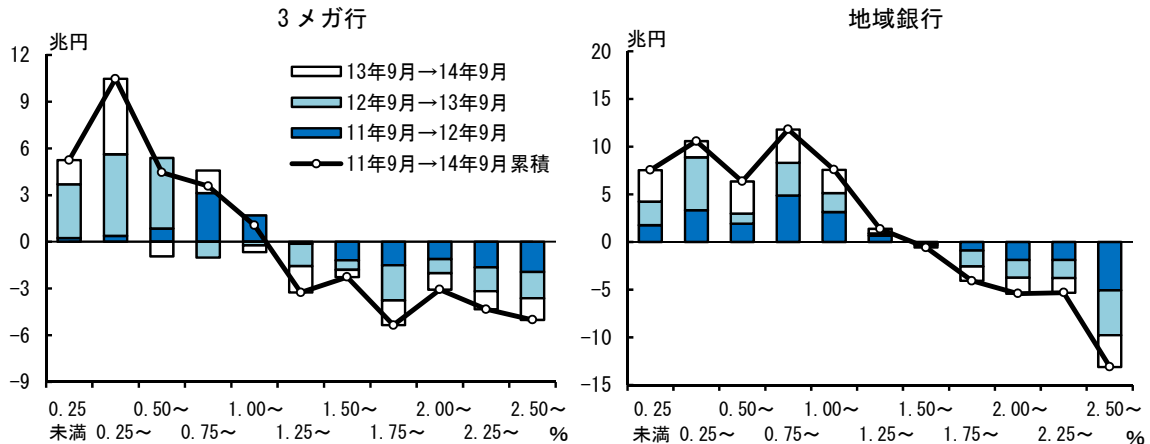 3メガ行
兆円
12
9
6
3
0
-3
-6
-9
13年9月→14年9月
12年9月→13年9月
11年9月→12年9月
11年9月→14年9月累積
0.25 0.50～ 1.00～ 1.50～ 2.00～ 2.50～
未満 0.25～ 0.75～ 1.25～ 1.75～ 2.25～ %
地域銀行
兆円
20
15
10
5
0
-5
-10
-15
0.25 0.50～ 1.00～ 1.50～ 2.00～ 2.50～
未満 0.25～ 0.75～ 1.25～ 1.75～ 2.25～ %